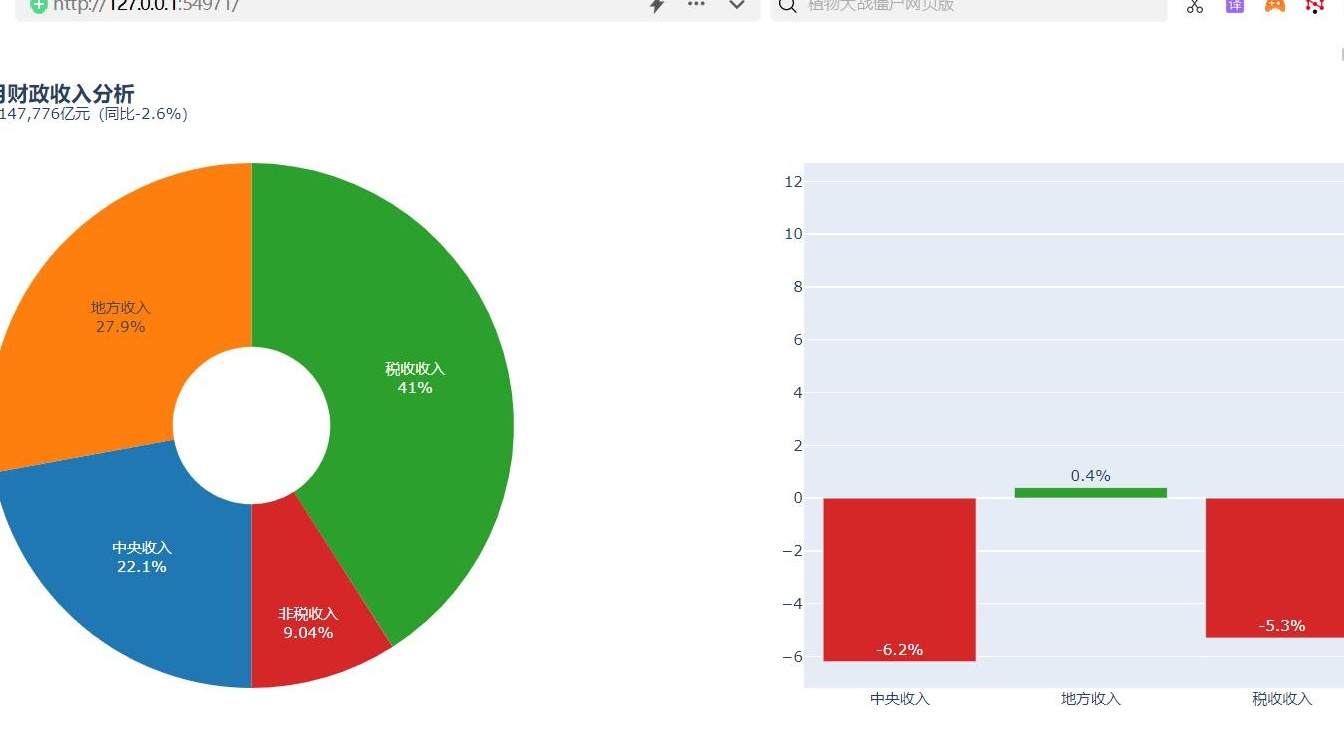 http://127.0.0.1:54971/
植物大战僵尸网页版
译
月财政收入分析
147,776亿元 (同比-2.6%)
地方收入
27.9%
税收收入
41%
中央收入
22.1%
非税收入
9.04%
12
10
8
6
4
2
0
−2
−4
−6
0.4%
-6.2%
-5.3%
中央收入
地方收入
税收收入